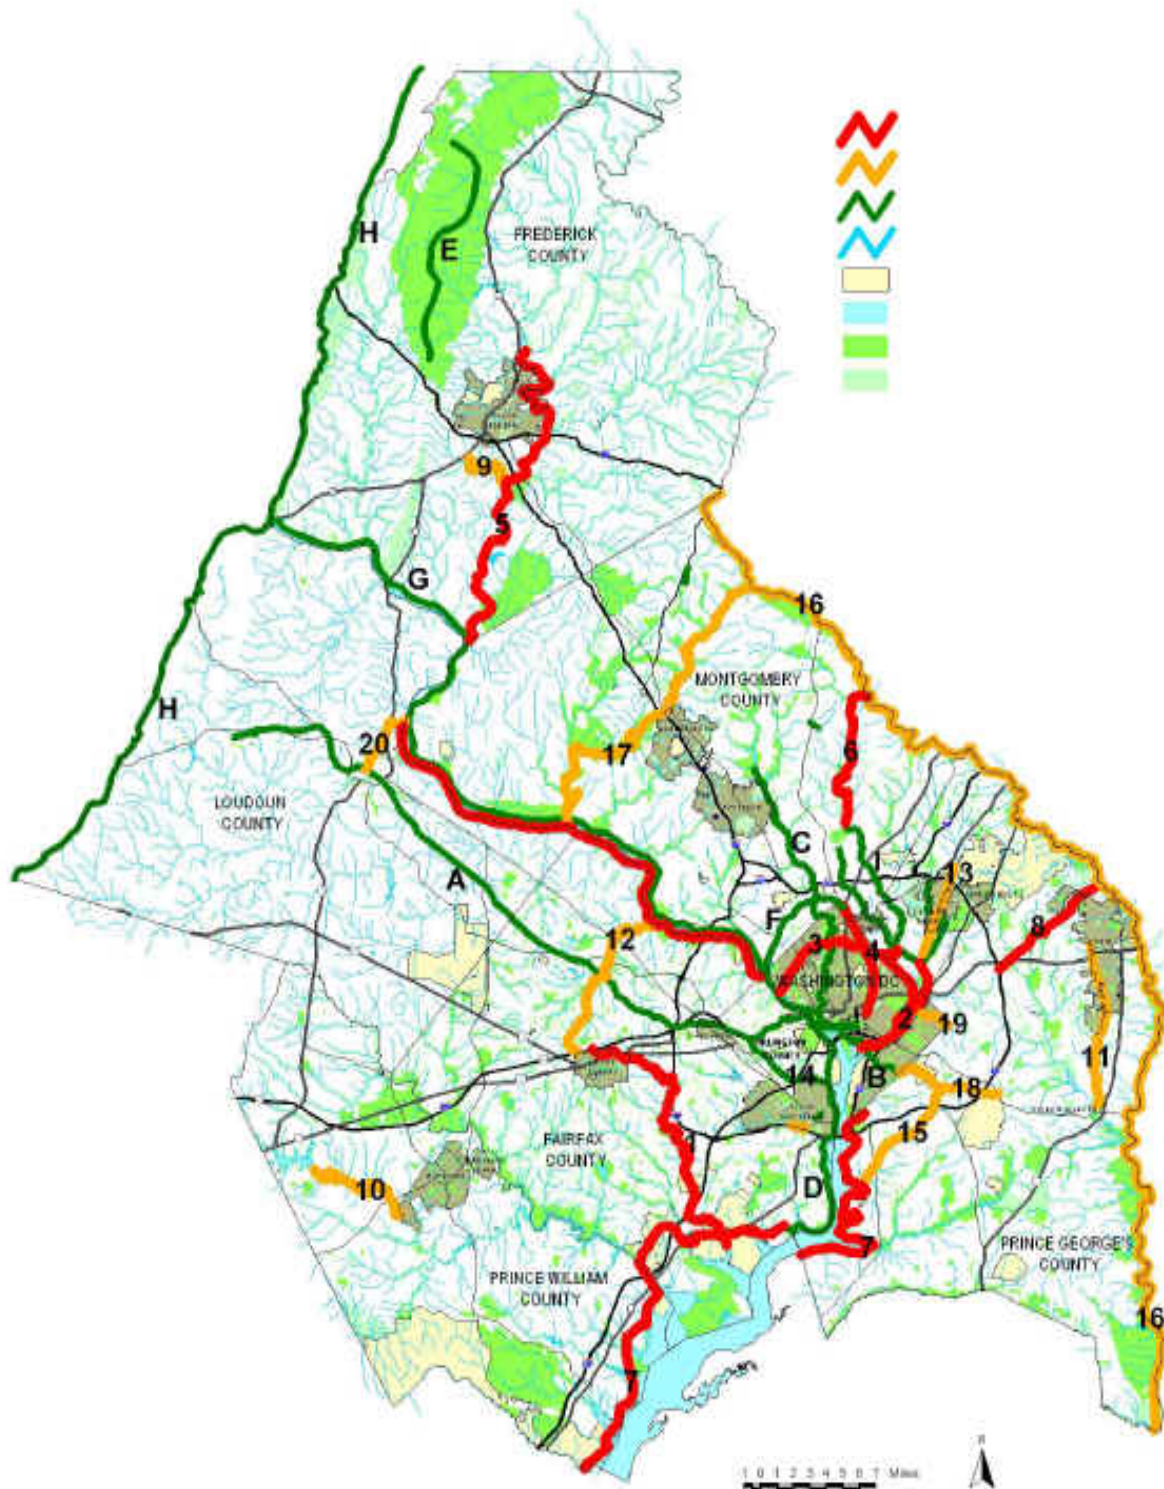 H
E
FREDERICK
COUNTY
9
5
G
16
MONTGOMERY
COUNTY
H
20
17
6
LOUDOUN
COUNTY
C
I
13
A
F
8
12
3
4
WASHINGTON DC
2
19
11
14
B
18
15
FAIRFAX
COUNTY
1
10
D
7
PRINCE GEORGE'S
COUNTY
PRINCE WILLIAM
COUNTY
16
7
1 0 1 2 3 4 5 6 7 Miles